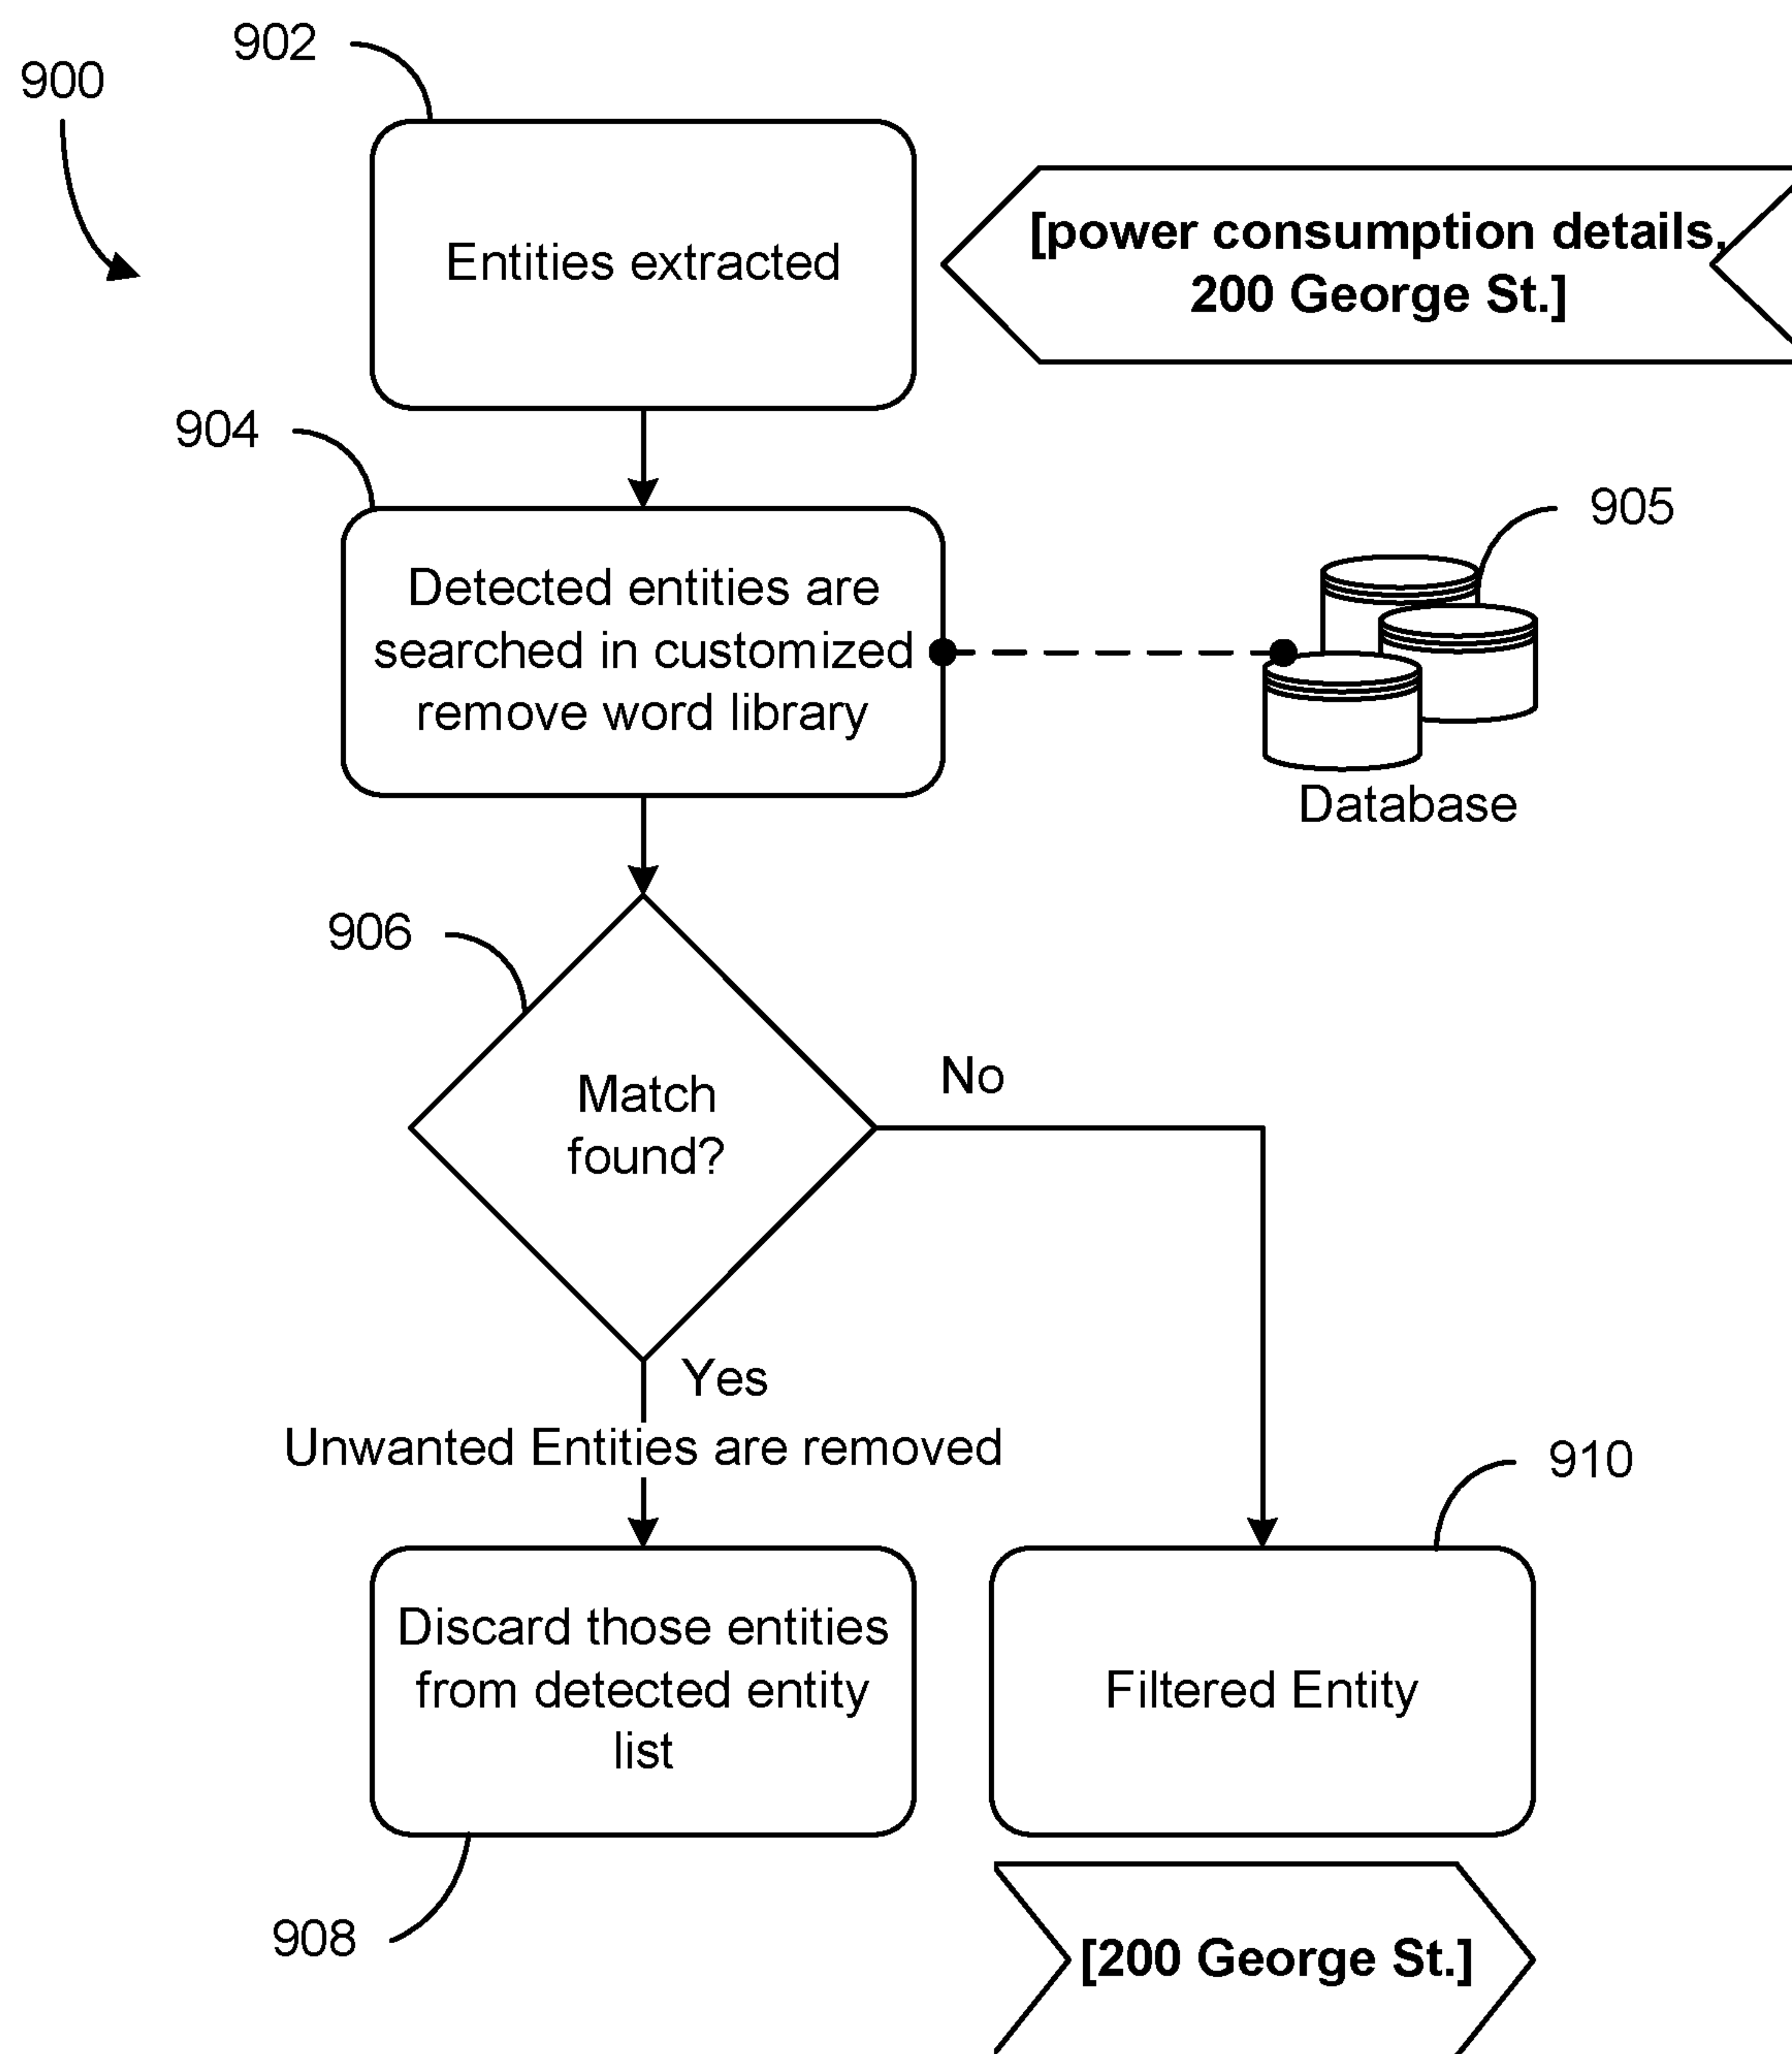 902
900
Entities extracted
[power consumption details,
200 George St.]
904
Detected entities are
searched in customized
remove word library
905
Database
906
Match
found?
No
Yes
Unwanted Entities are removed
910
Discard those entities
from detected entity
list
Filtered Entity
908
[200 George St.]